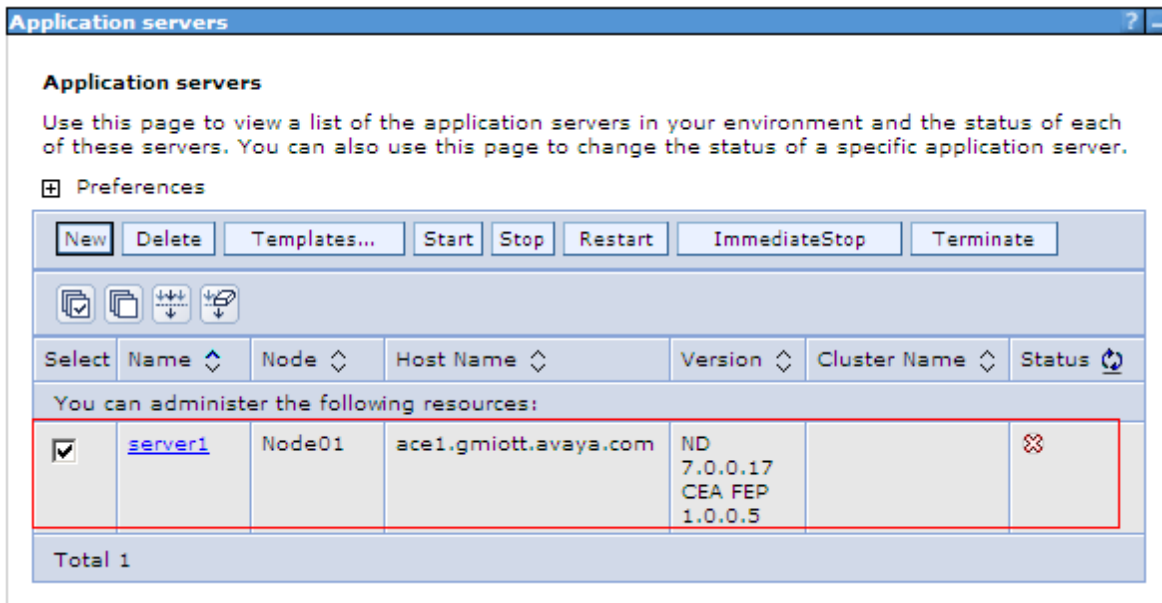 Application servers ? –
Application servers
Use this page to view a list of the application servers in your environment and the status of each
of these servers. You can also use this page to change the status of a specific application server.
Preferences
New Delete Templates... Start Stop Restart ImmediateStop Terminate
Select Name Node Host Name Version Cluster Name Status
You can administer the following resources:
server1 Node01 ace1.gmiott.avaya.com ND
7.0.0.17
CEA FEP
1.0.0.5
Total 1